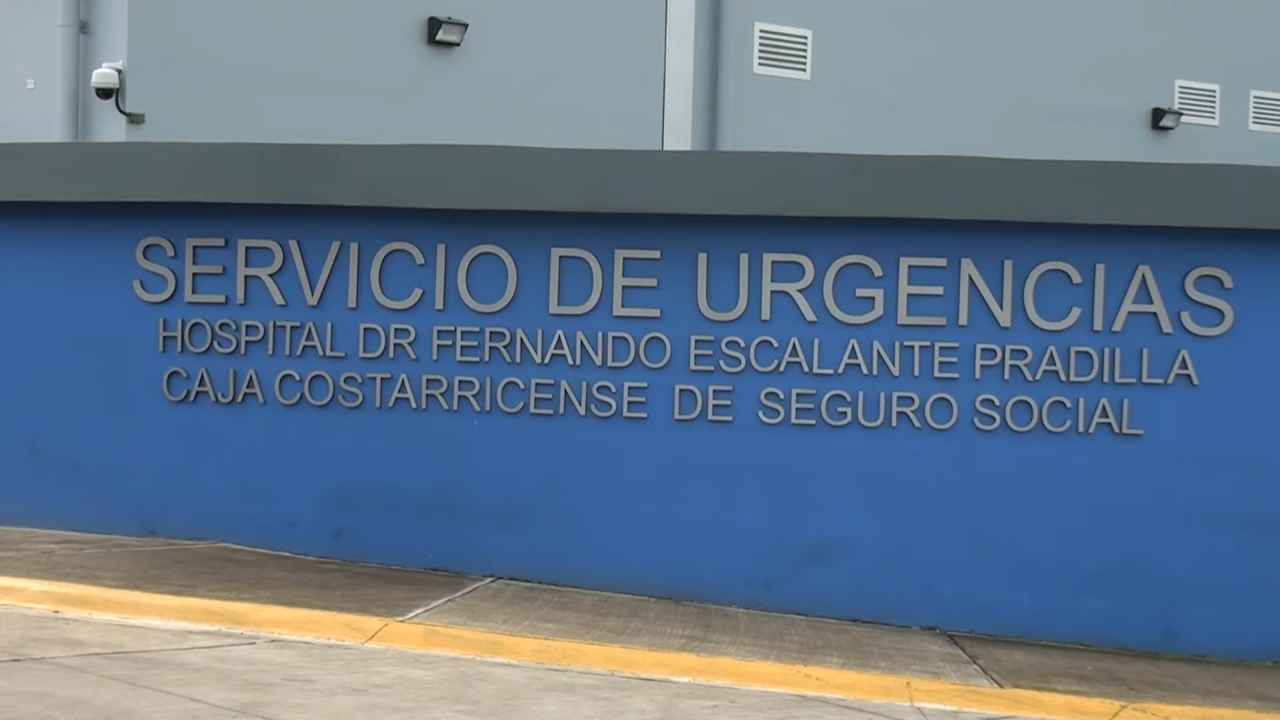 SERVICIO DE URGENCIAS
HOSPITAL DR FERNANDO ESCALANTE PRADILLA
CAJA COSTARRICENSE DE SEGURO SOCIAL